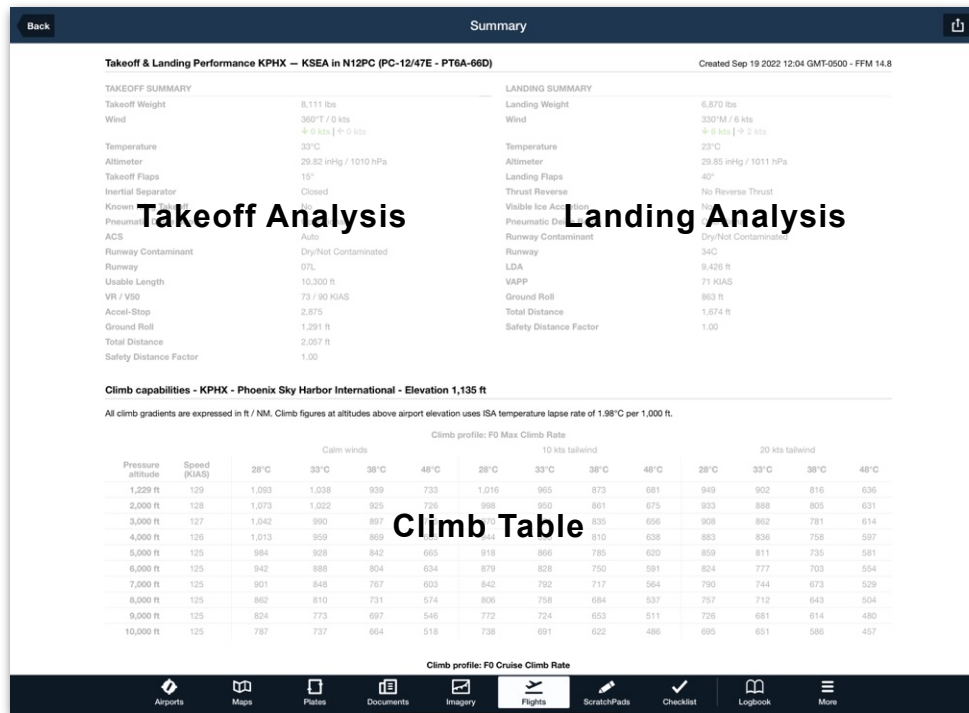 Back
Summary
Takeoff & Landing Performance KPHX — KSEA in N12PC (PC-12/47E - PT6A-66D)
Created Sep 19 2022 12:04 GMT-0500 - FFM 14.8
TAKEOFF SUMMARY
Takeoff Weight 8,111 lbs
Wind 360°T / 0 kts
↓ 0 kts | ← 0 kts
Temperature 33°C
Altimeter 29.82 inHg / 1010 hPa
Takeoff Flaps 15°
Inertial Separator Closed
Known No
Takeoff Analysis
Pneumatic
ACS Auto
Runway Contaminant Dry/Not Contaminated
Runway 07L
Usable Length 10,300 ft
VR / V50 73 / 90 KIAS
Accel-Stop 2,875
Ground Roll 1,291 ft
Total Distance 2,057 ft
Safety Distance Factor 1.00
LANDING SUMMARY
Landing Weight 6,870 lbs
Wind 330°M / 6 kts
↓ 6 kts | → 2 kts
Temperature 23°C
Altimeter 29.85 inHg / 1011 hPa
Landing Flaps 40°
Thrust Reverse No Reverse Thrust
Visible Ice No
Landing Analysis
Pneumatic
Runway Contaminant Dry/Not Contaminated
Runway 34C
LDA 9,426 ft
VAPP 71 KIAS
Ground Roll 863 ft
Total Distance 1,674 ft
Safety Distance Factor 1.00
Climb capabilities - KPHX - Phoenix Sky Harbor International - Elevation 1,135 ft
All climb gradients are expressed in ft / NM. Climb figures at altitudes above airport elevation uses ISA temperature lapse rate of 1.98°C per 1,000 ft.
Climb profile: F0 Max Climb Rate
Calm winds 10 kts tailwind 20 kts tailwind
Pressure altitude Speed (KIAS) 28°C 33°C 38°C 48°C 28°C 33°C 38°C 48°C 28°C 33°C 38°C 48°C
1,229 ft 129 1,093 1,038 939 733 1,016 965 873 681 949 902 816 636
2,000 ft 128 1,073 1,022 925 726 998 950 861 675 933 888 805 631
3,000 ft 127 1,042 990 897 835 656 908 862 781 614
Climb Table
4,000 ft 126 1,013 959 869 810 638 883 836 758 597
5,000 ft 125 984 928 842 665 918 866 785 620 859 811 735 581
6,000 ft 125 942 888 804 634 879 828 750 591 824 777 703 554
7,000 ft 125 901 848 767 603 842 792 717 564 790 744 673 529
8,000 ft 125 862 810 731 574 806 758 684 537 757 712 643 504
9,000 ft 125 824 773 697 546 772 724 653 511 726 681 614 480
10,000 ft 125 787 737 664 518 738 691 622 486 695 651 586 457
Climb profile: F0 Cruise Climb Rate
Airports Maps Plates Documents Imagery Flights ScratchPads Checklist Logbook More